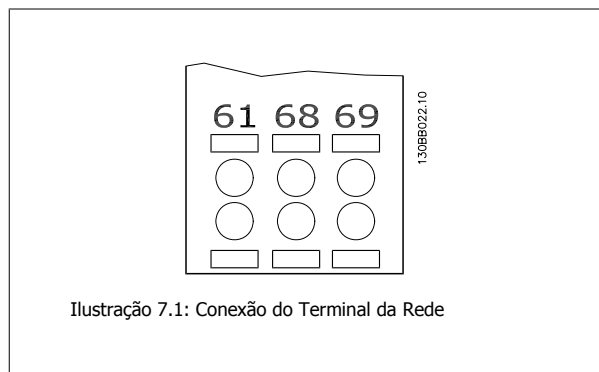 61 68 69
130BB022.10
Ilustração 7.1: Conexão do Terminal da Rede